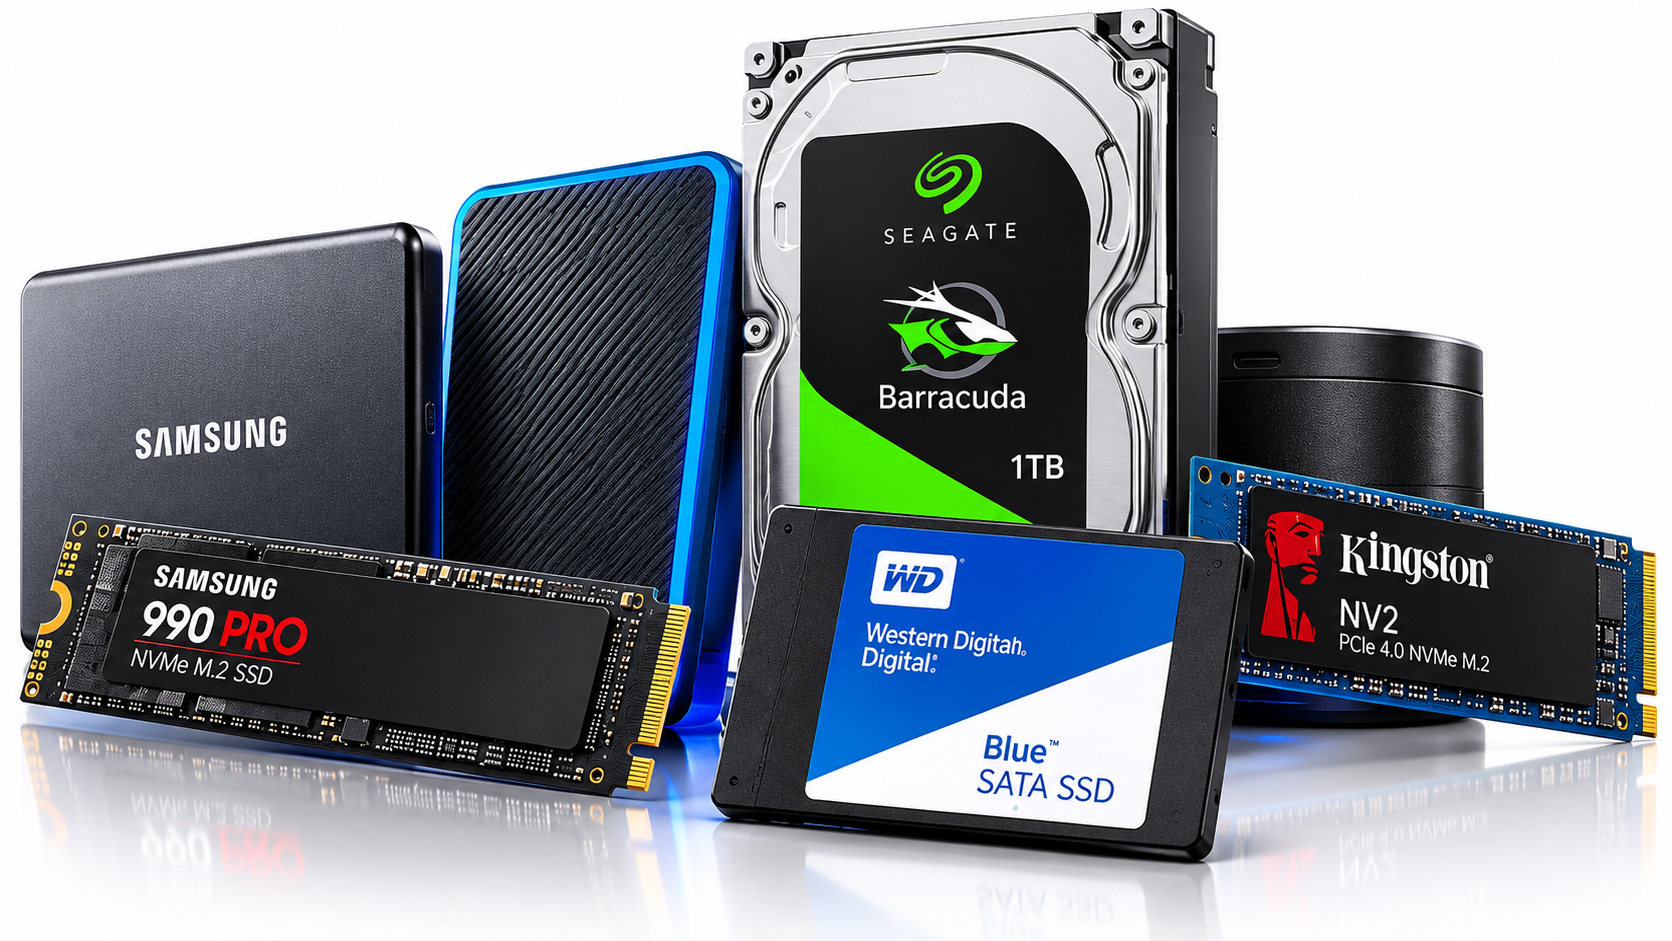 SAMSUNG
SEAGATE
Barracuda
1TB
SAMSUNG
990 PRO
NVMe M.2 SSD
WD
Western Digitah.
Digital:
Blue™
SATA SSD
Kingston®
NV2
PCIe 4.0 NVMe M.2